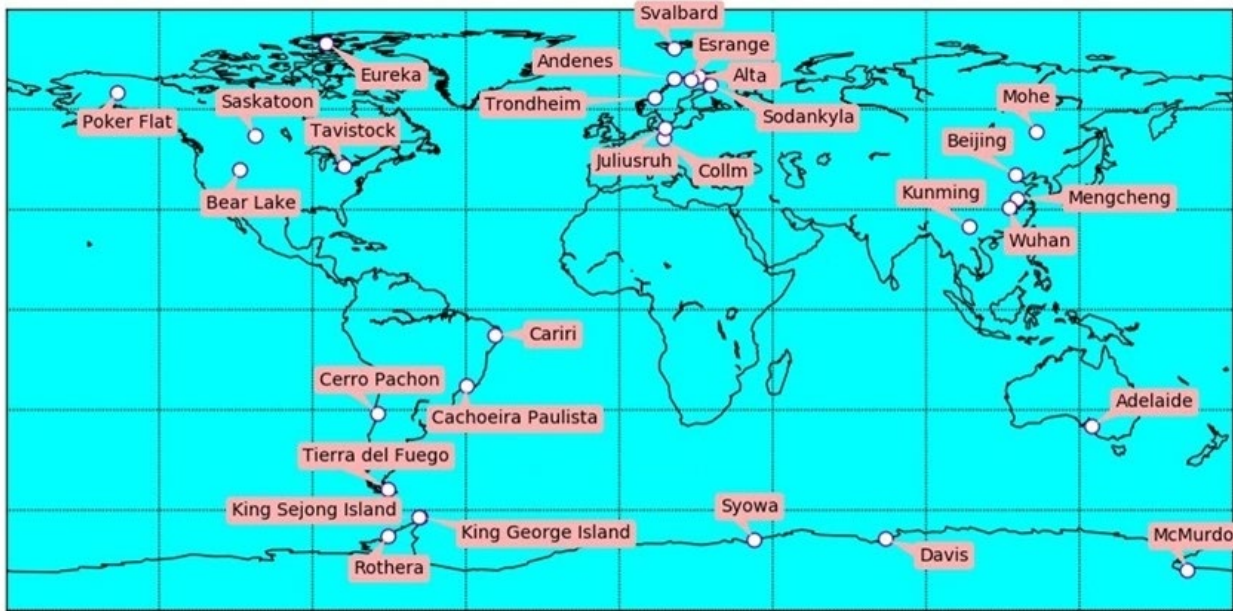 Svalbard
Esrange
Andenes
Eureka
Alta
Saskatoon
Trondheim
Mohe
Poker Flat
Sodankyla
Tavistock
Beijing
Juliusruh
Collm
Bear Lake
Kunming
Mengcheng
Wuhan
Cariri
Cerro Pachon
Adelaide
Cachoeira Paulista
Tierra del Fuego
King Sejong Island
Syowa
King George Island
McMurdo
Davis
Rothera